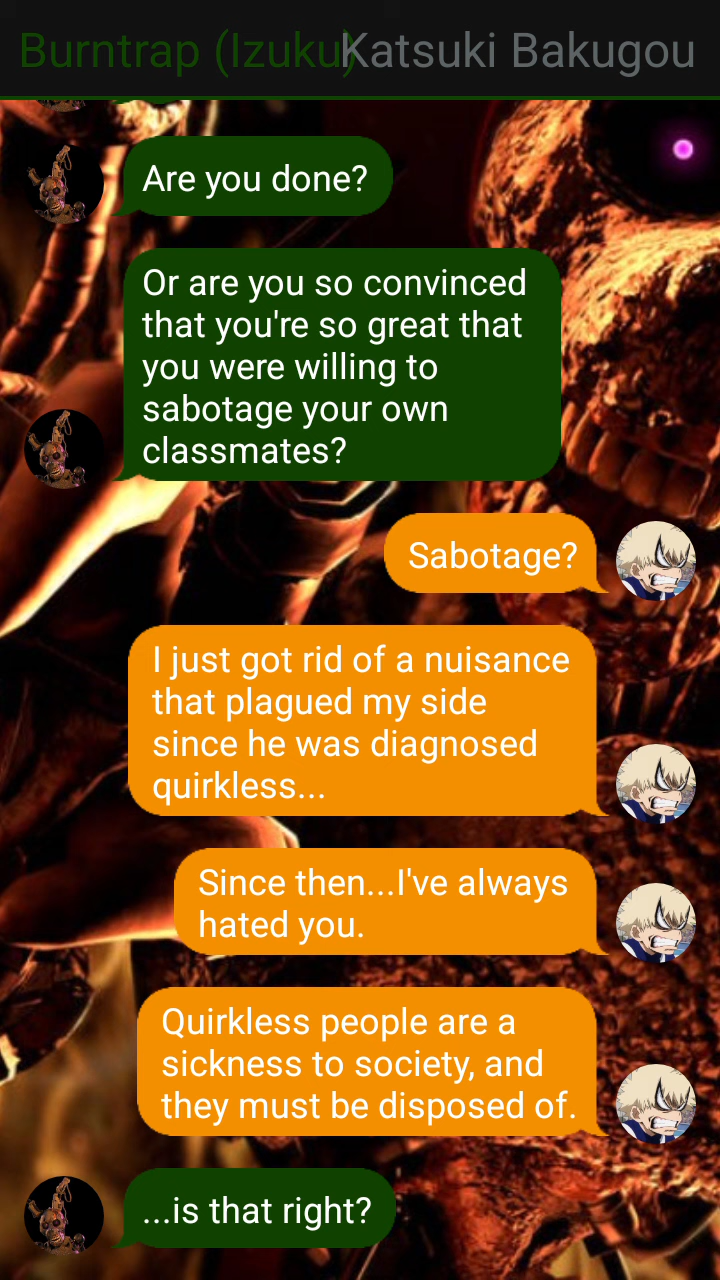 Burntrap (Izuku) Katsuki Bakugou
Are you done?
Or are you so convinced
that you're so great that
you were willing to
sabotage your own
classmates?
Sabotage?
I just got rid of a nuisance
that plagued my side
since he was diagnosed
quirkless...
Since then...I've always
hated you.
Quirkless people are a
sickness to society, and
they must be disposed of.
...is that right?